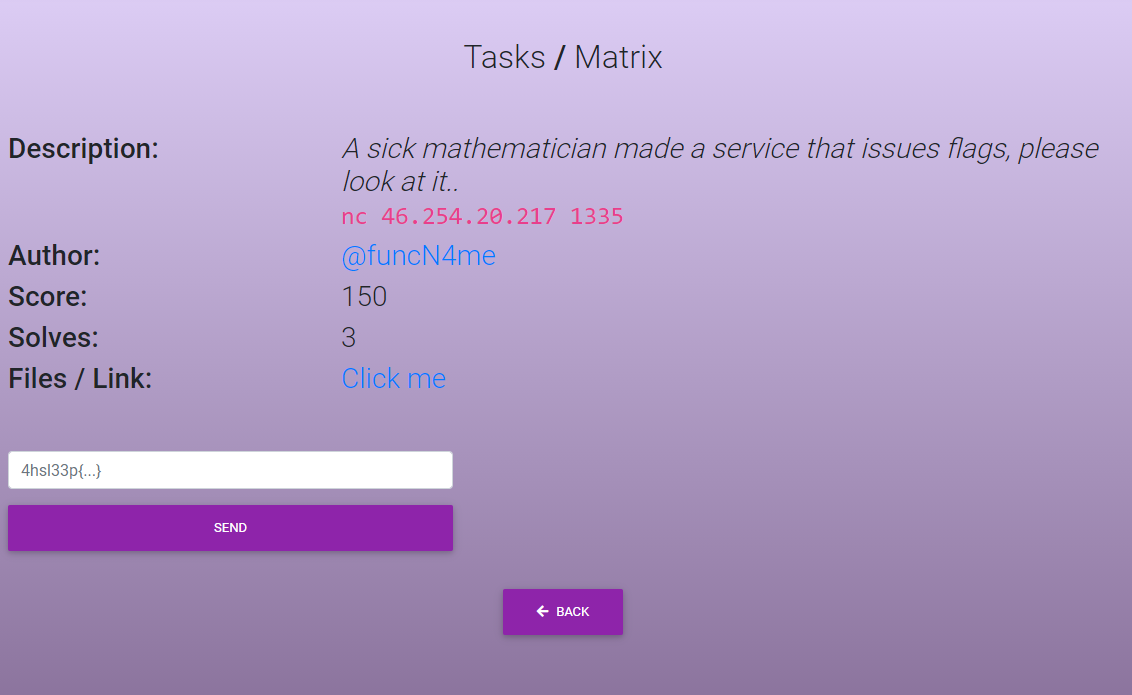 Tasks / Matrix
Description: A sick mathematician made a service that issues flags, please
look at it..
nc 46.254.20.217 1335
Author: @funcN4me
Score: 150
Solves: 3
Files / Link: Click me
4hsl33p{...}
SEND
BACK